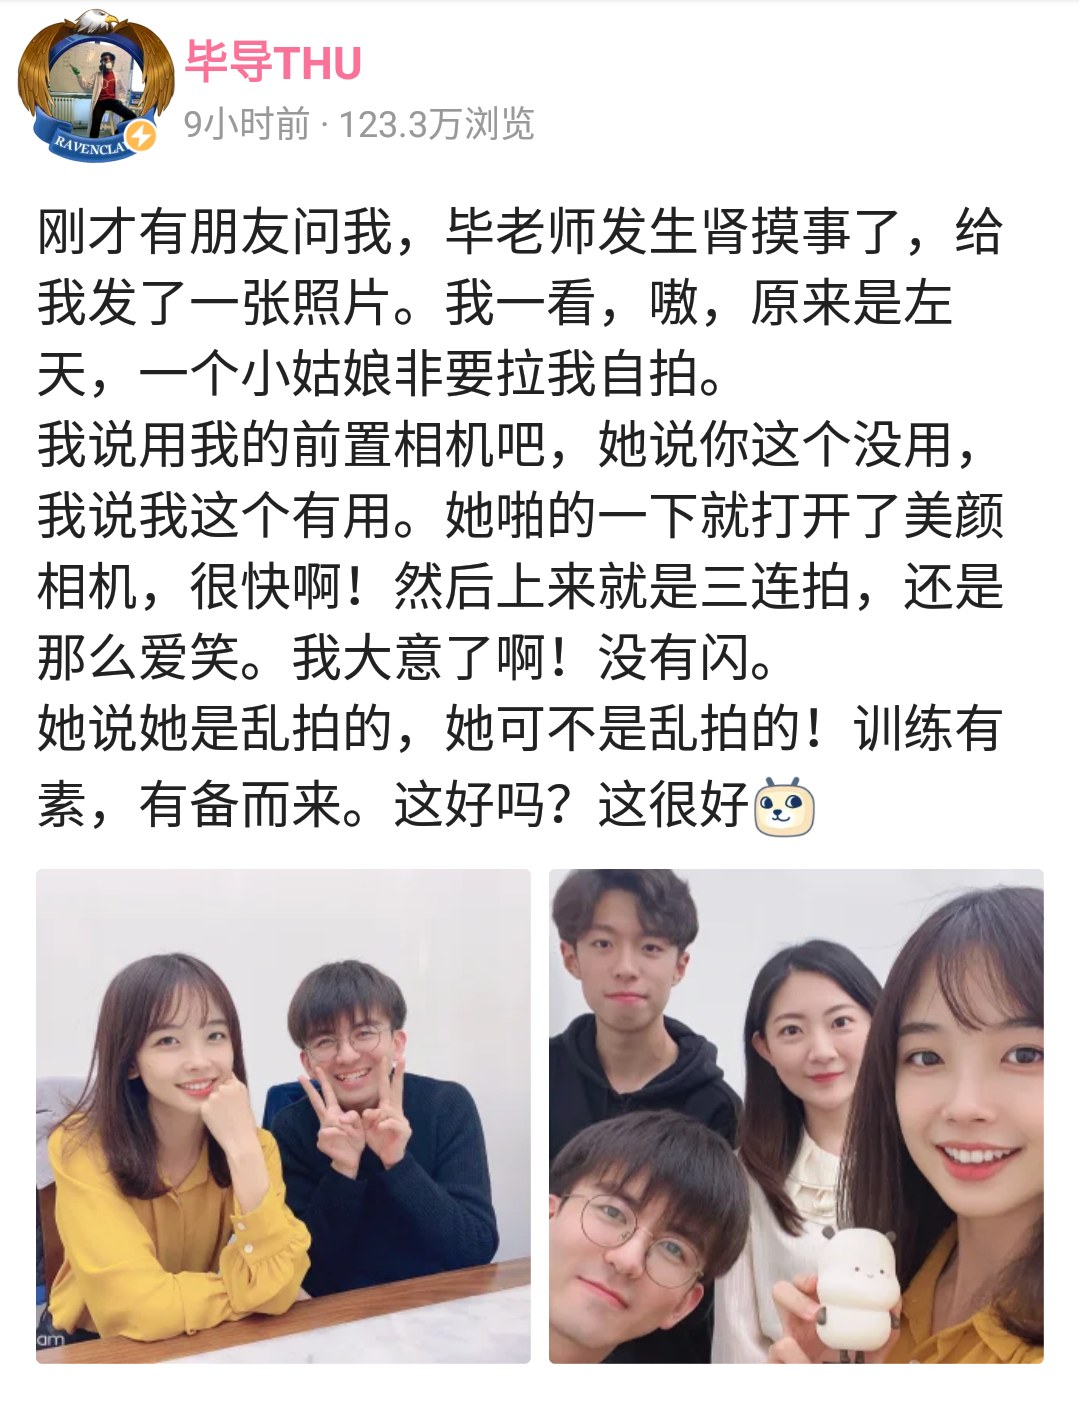 毕导THU
9小时前 · 123.3万浏览
RAVENCLA
刚才有朋友问我，毕老师发生肾摸事了，给
我发了一张照片。我一看，嗷，原来是左
天，一个小姑娘非要拉我自拍。
我说用我的前置相机吧，她说你这个没用，
我说我这个有用。她啪的一下就打开了美颜
相机，很快啊！然后上来就是三连拍，还是
那么爱笑。我大意了啊！没有闪。
她说她是乱拍的，她可不是乱拍的！训练有
素，有备而来。这好吗？这很好
am